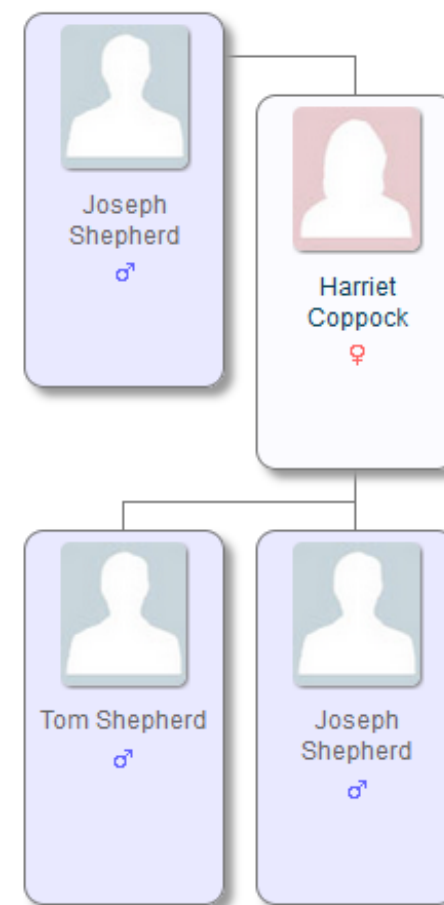 Joseph
Shepherd
♂
Harriet
Coppock
♀
Tom Shepherd
♂
Joseph
Shepherd
♂